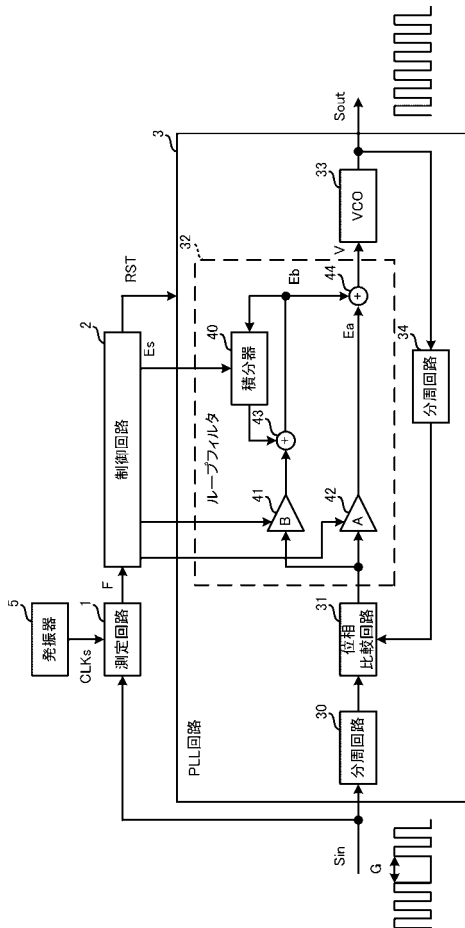 5
発振器
CLKs
1
測定回路
F
2
制御回路
RST
Es
3
PLL回路
32
ループフィルタ
40
積分器
Eb
43
+
41
B
42
A
Ea
44
+
V
33
VCO
Sout
34
分周回路
31
位相
比較回路
30
分周回路
Sin
G